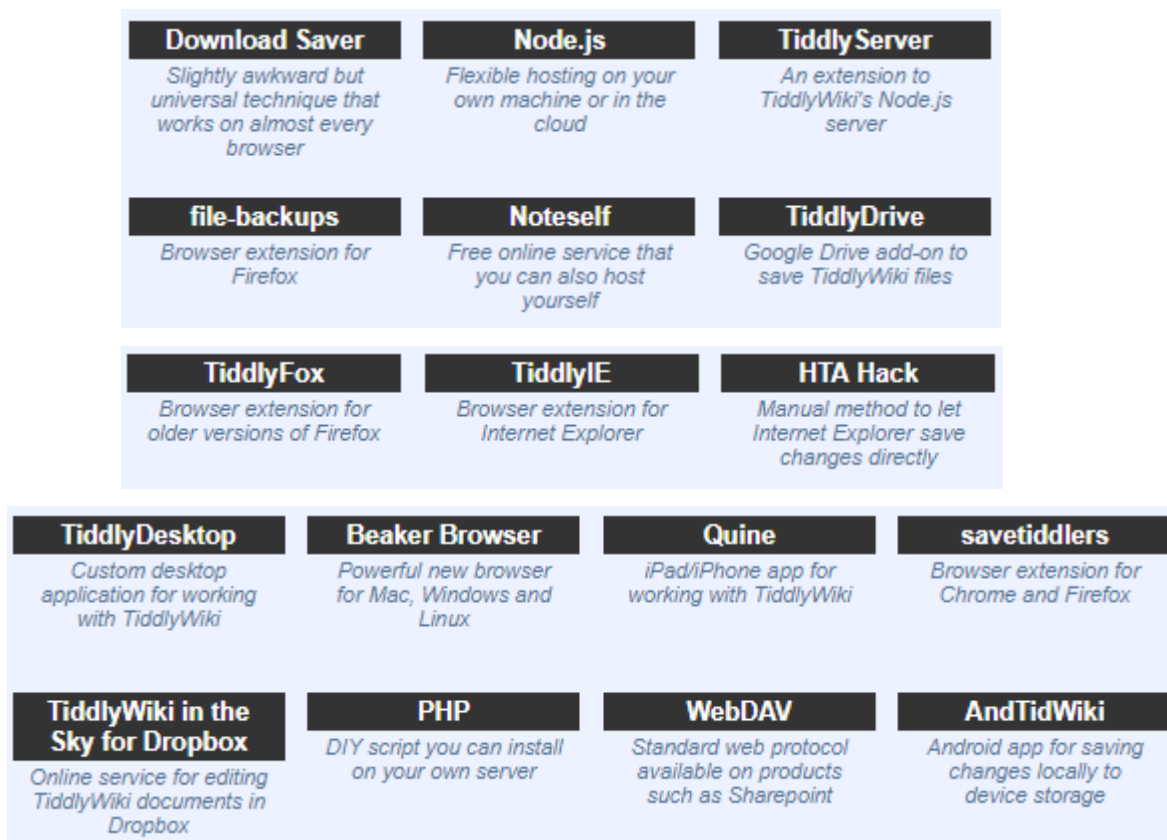 Download Saver
Slightly awkward but
universal technique that
works on almost every
browser
Node.js
Flexible hosting on your
own machine or in the
cloud
TiddlyServer
An extension to
TiddlyWiki's Node.js
server
file-backups
Browser extension for
Firefox
Noteself
Free online service that
you can also host
yourself
TiddlyDrive
Google Drive add-on to
save TiddlyWiki files
TiddlyFox
Browser extension for
older versions of Firefox
TiddlyIE
Browser extension for
Internet Explorer
HTA Hack
Manual method to let
Internet Explorer save
changes directly
TiddlyDesktop
Custom desktop
application for working
with TiddlyWiki
Beaker Browser
Powerful new browser
for Mac, Windows and
Linux
Quine
iPad/iPhone app for
working with TiddlyWiki
savetiddlers
Browser extension for
Chrome and Firefox
TiddlyWiki in the
Sky for Dropbox
Online service for editing
TiddlyWiki documents in
Dropbox
PHP
DIY script you can install
on your own server
WebDAV
Standard web protocol
available on products
such as Sharepoint
AndTidWiki
Android app for saving
changes locally to
device storage